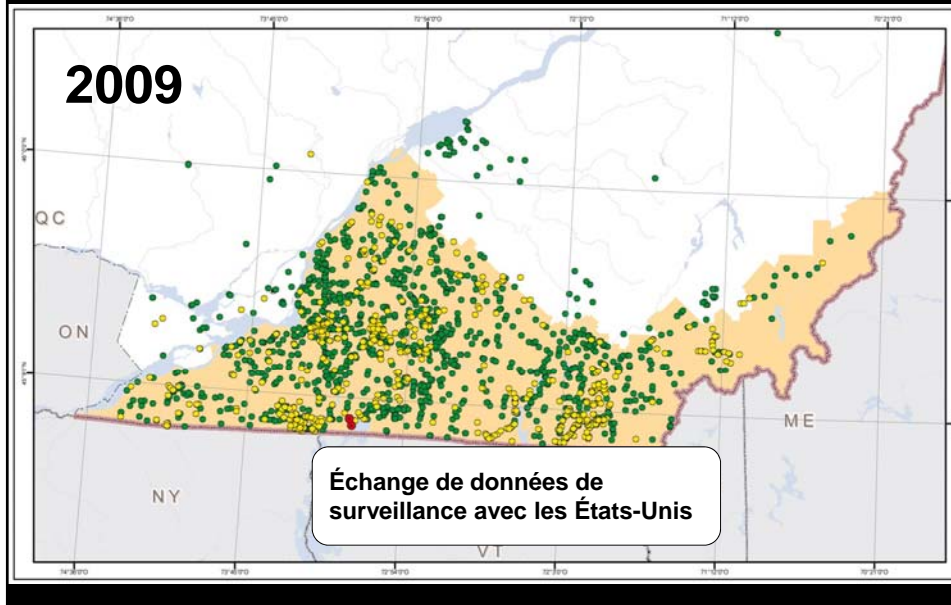 2009
QC
ON
NY
VT
ME
Échange de données de
surveillance avec les États-Unis